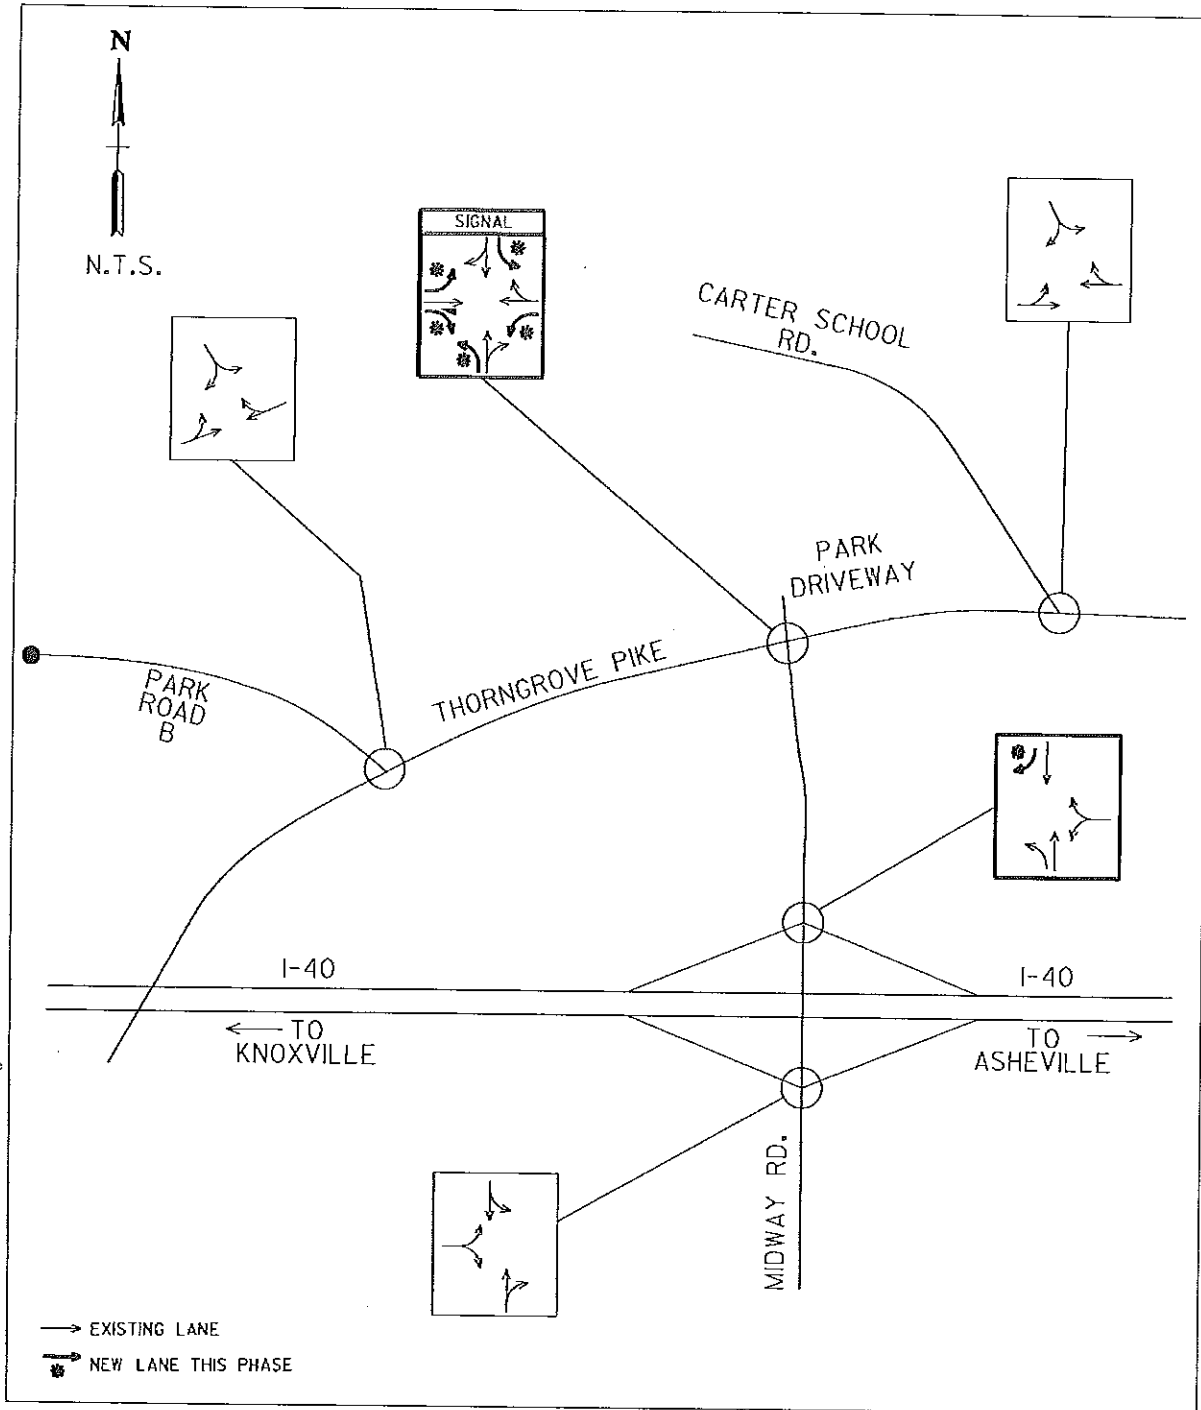 N
N.T.S.
SIGNAL
CARTER SCHOOL
RD.
PARK
DRIVEWAY
THORNGROVE PIKE
PARK
ROAD
B
I-40
I-40
TO
KNOXVILLE
TO
ASHEVILLE
MIDWAY RD.
EXISTING LANE
NEW LANE THIS PHASE